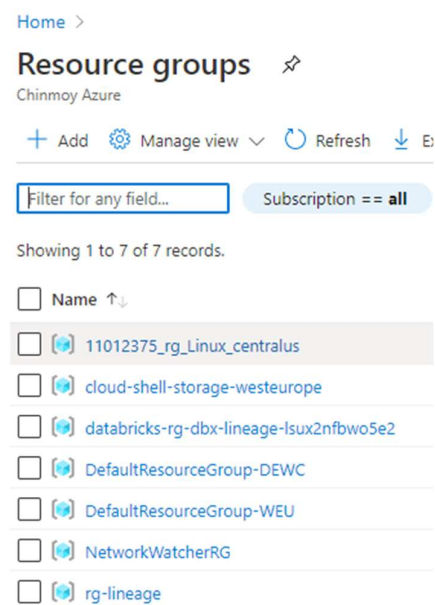 Home >
Resource groups
Chinmoy Azure
+ Add Manage view Refresh
Filter for any field... Subscription == all
Showing 1 to 7 of 7 records.
Name ↑↓
11012375_rg_Linux_centralus
cloud-shell-storage-westeurope
databricks-rg-dbx-lineage-lsux2nfbwo5e2
DefaultResourceGroup-DEWC
DefaultResourceGroup-WEU
NetworkWatcherRG
rg-lineage